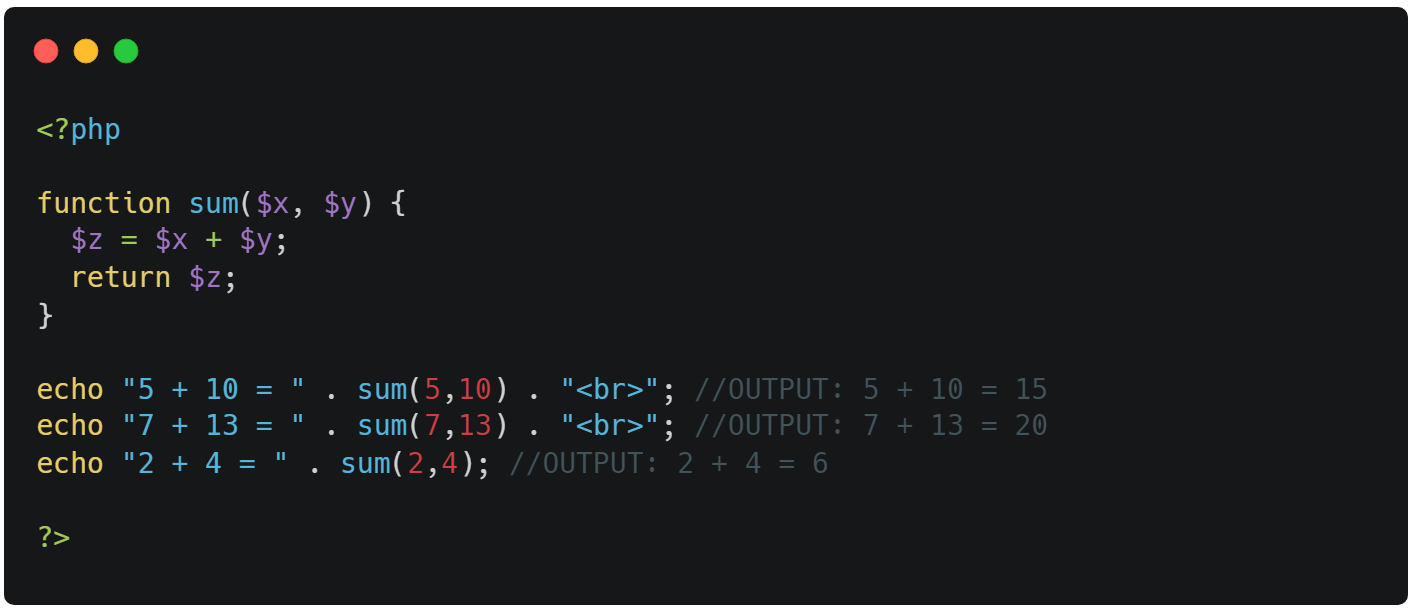 <?php
function sum($x, $y) {
  $z = $x + $y;
  return $z;
}
echo "5 + 10 = " . sum(5,10) . "<br>"; //OUTPUT: 5 + 10 = 15
echo "7 + 13 = " . sum(7,13) . "<br>"; //OUTPUT: 7 + 13 = 20
echo "2 + 4 = " . sum(2,4); //OUTPUT: 2 + 4 = 6
?>